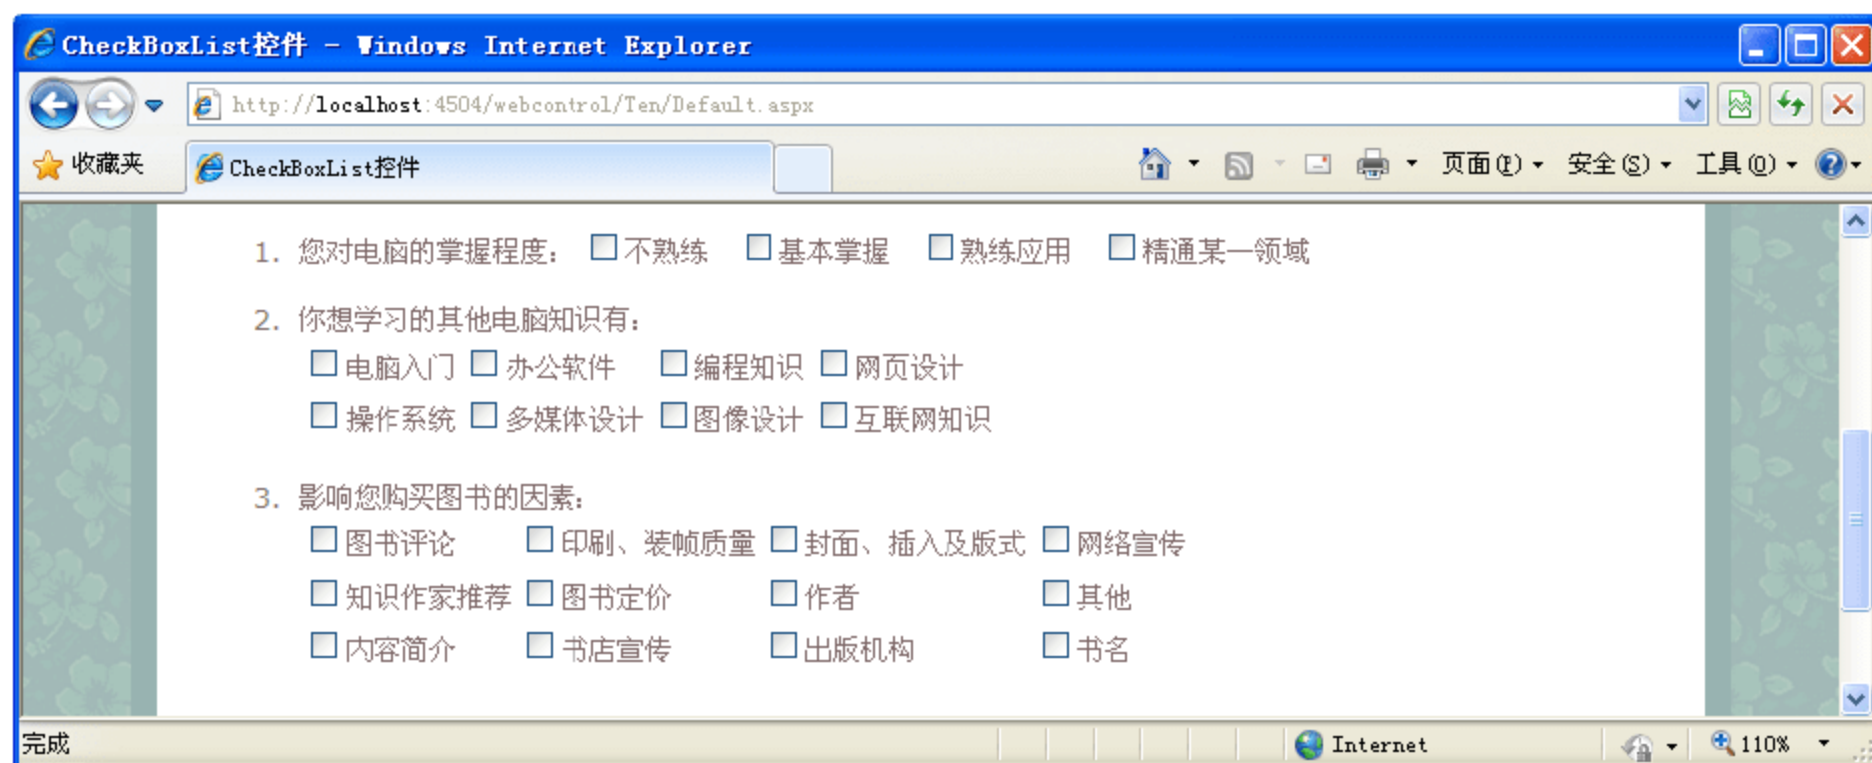 CheckBoxList控件 - Windows Internet Explorer
http://localhost:4504/webcontrol/Ten/Default.aspx
收藏夹 CheckBoxList控件 页面(P) 安全(S) 工具(O)
1. 您对电脑的掌握程度： 不熟练 基本掌握 熟练应用 精通某一领域
2. 你想学习的其他电脑知识有：
电脑入门 办公软件 编程知识 网页设计
操作系统 多媒体设计 图像设计 互联网知识
3. 影响您购买图书的因素：
图书评论 印刷、装帧质量 封面、插入及版式 网络宣传
知识作家推荐 图书定价 作者 其他
内容简介 书店宣传 出版机构 书名
完成 Internet 110%